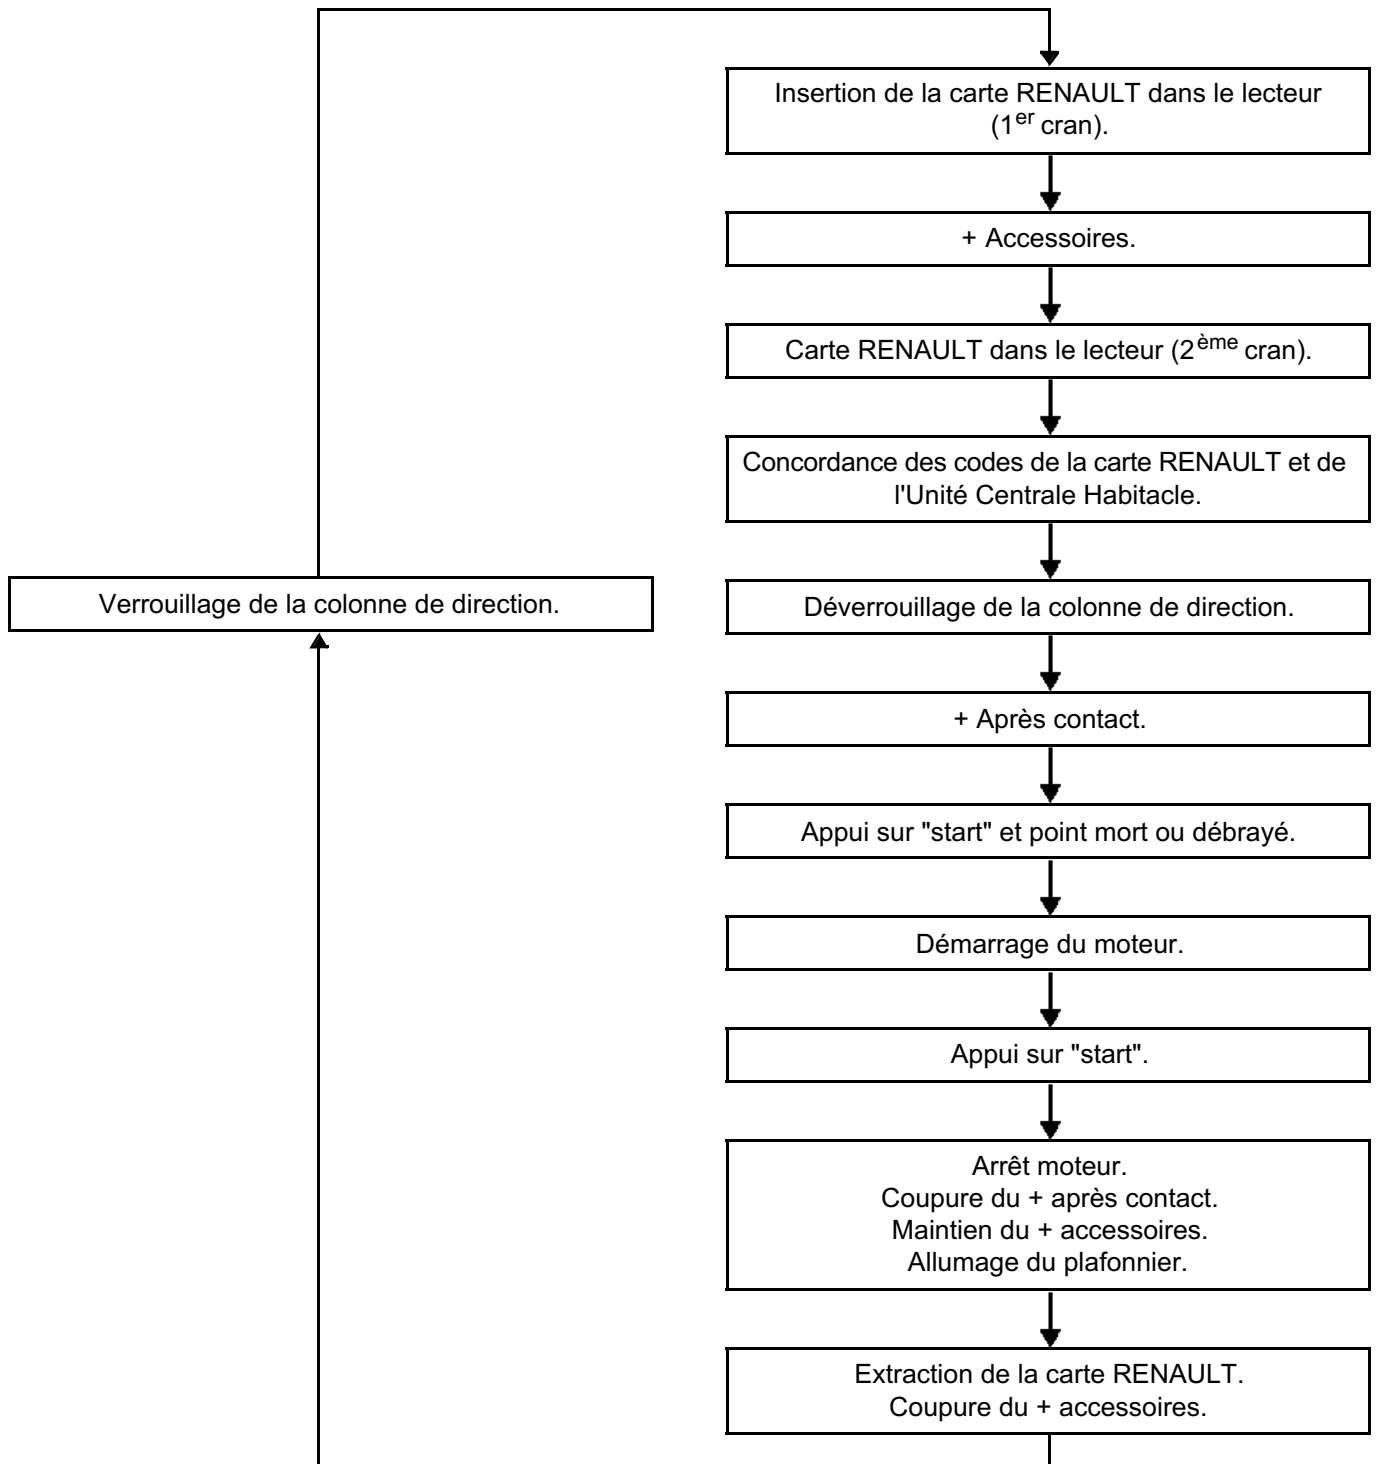 Insertion de la carte RENAULT dans le lecteur
(1er cran).
+ Accessoires.
Carte RENAULT dans le lecteur (2ème cran).
Concordance des codes de la carte RENAULT et de
l'Unité Centrale Habitacle.
Verrouillage de la colonne de direction.
Déverrouillage de la colonne de direction.
+ Après contact.
Appui sur "start" et point mort ou débrayé.
Démarrage du moteur.
Appui sur "start".
Arrêt moteur.
Coupure du + après contact.
Maintien du + accessoires.
Allumage du plafonnier.
Extraction de la carte RENAULT.
Coupure du + accessoires.